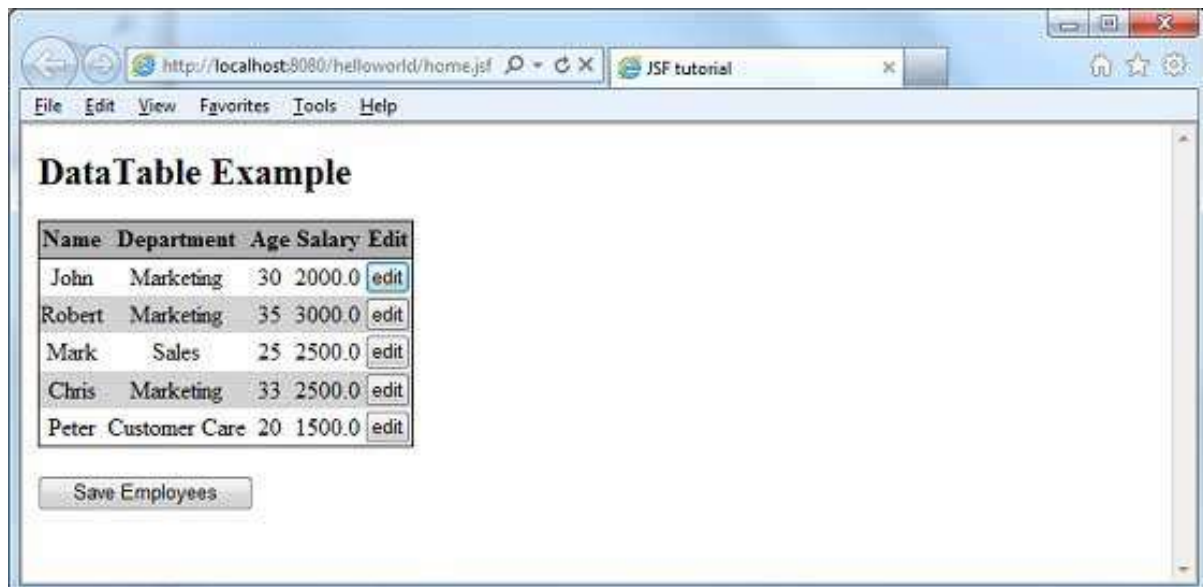 http://localhost:8080/helloworld/home.jsf
JSF tutorial
File Edit View Favorites Tools Help
DataTable Example
Name Department Age Salary Edit
John Marketing 30 2000.0 edit
Robert Marketing 35 3000.0 edit
Mark Sales 25 2500.0 edit
Chris Marketing 33 2500.0 edit
Peter Customer Care 20 1500.0 edit
Save Employees